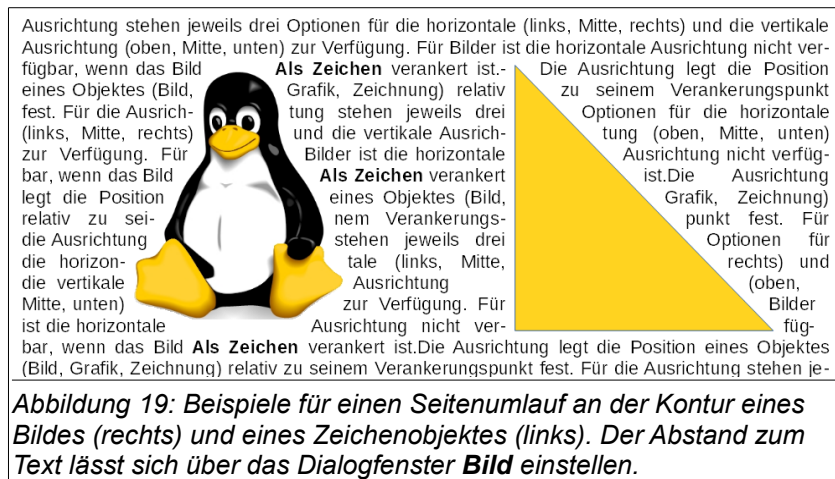 Ausrichtung stehen jeweils drei Optionen für die horizontale (links, Mitte, rechts) und die vertikale
Ausrichtung (oben, Mitte, unten) zur Verfügung. Für Bilder ist die horizontale Ausrichtung nicht ver-
fügbar, wenn das Bild Als Zeichen verankert ist.- Die Ausrichtung legt die Position
eines Objektes (Bild, Grafik, Zeichnung) relativ zu seinem Verankerungspunkt
fest. Für die Ausrich- tung stehen jeweils drei Optionen für die horizontale
(links, Mitte, rechts) und die vertikale Ausrich- tung (oben, Mitte, unten)
zur Verfügung. Für Bilder ist die horizontale Ausrichtung nicht verfüg-
bar, wenn das Bild Als Zeichen verankert ist.Die Ausrichtung
legt die Position eines Objektes (Bild, Grafik, Zeichnung)
relativ zu sei- nem Verankerungs- punkt fest. Für
die Ausrichtung stehen jeweils drei Optionen für
die horizon- tale (links, Mitte, rechts) und
die vertikale Ausrichtung (oben,
Mitte, unten) zur Verfügung. Für Bilder
ist die horizontale Ausrichtung nicht ver- füg-
bar, wenn das Bild Als Zeichen verankert ist.Die Ausrichtung legt die Position eines Objektes
(Bild, Grafik, Zeichnung) relativ zu seinem Verankerungspunkt fest. Für die Ausrichtung stehen je-
Abbildung 19: Beispiele für einen Seitenumlauf an der Kontur eines
Bildes (rechts) und eines Zeichenobjektes (links). Der Abstand zum
Text lässt sich über das Dialogfenster Bild einstellen.